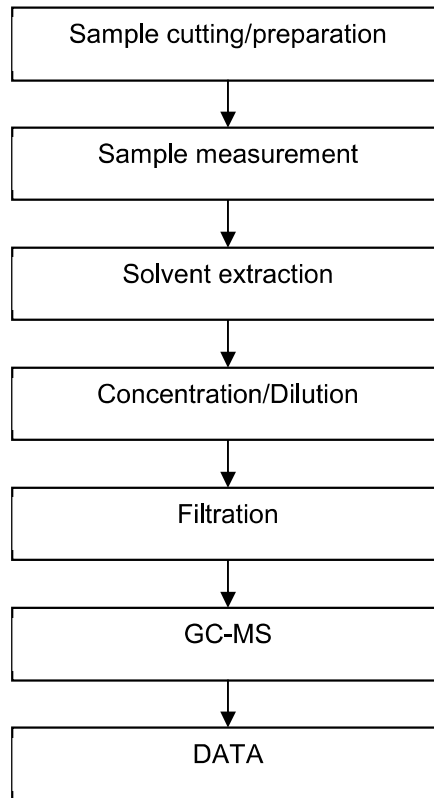 Sample cutting/preparation
Sample measurement
Solvent extraction
Concentration/Dilution
Filtration
GC-MS
DATA